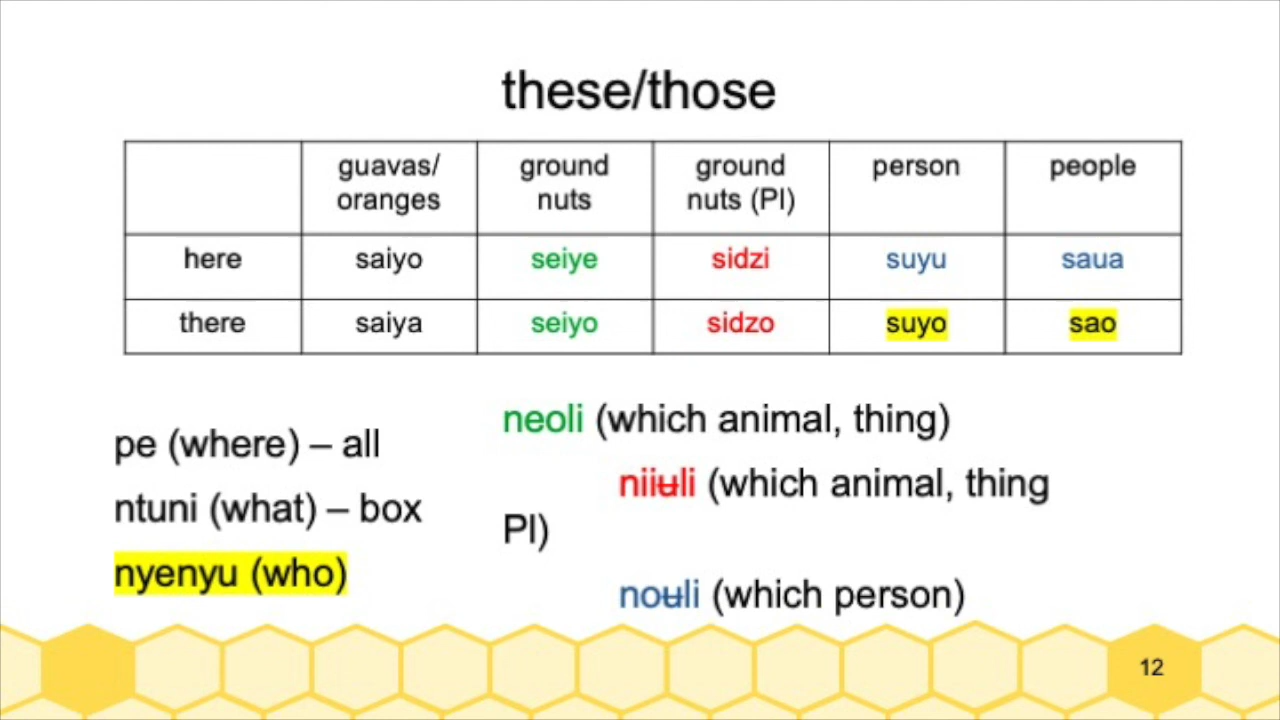 these/those
guavas/ ground ground person people
oranges nuts nuts (Pl)
here saiyo seiye sidzi suyu saua
there saiya seiyo sidzo suyo sao
pe (where) – all
ntuni (what) – box
nyenyu (who)
neoli (which animal, thing)
niiʉli (which animal, thing
Pl)
noʉli (which person)
12